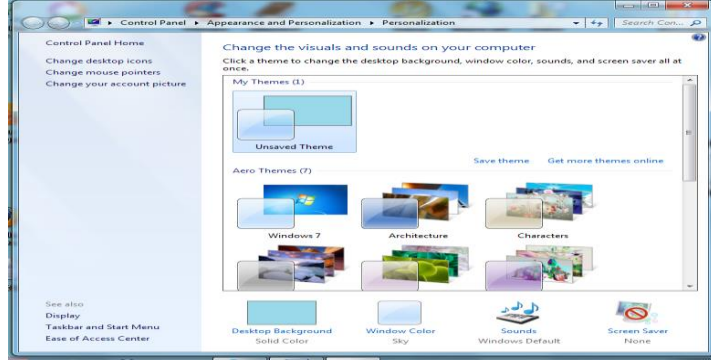 Control Panel ▸ Appearance and Personalization ▸ Personalization
Search Con...
Control Panel Home
Change desktop icons
Change mouse pointers
Change your account picture
Change the visuals and sounds on your computer
Click a theme to change the desktop background, window color, sounds, and screen saver all at
once.
My Themes (1)
Unsaved Theme
Save theme Get more themes online
Aero Themes (7)
Windows 7 Architecture Characters
See also
Display
Taskbar and Start Menu
Ease of Access Center
Desktop Background Window Color Sounds Screen Saver
Solid Color Sky Windows Default None